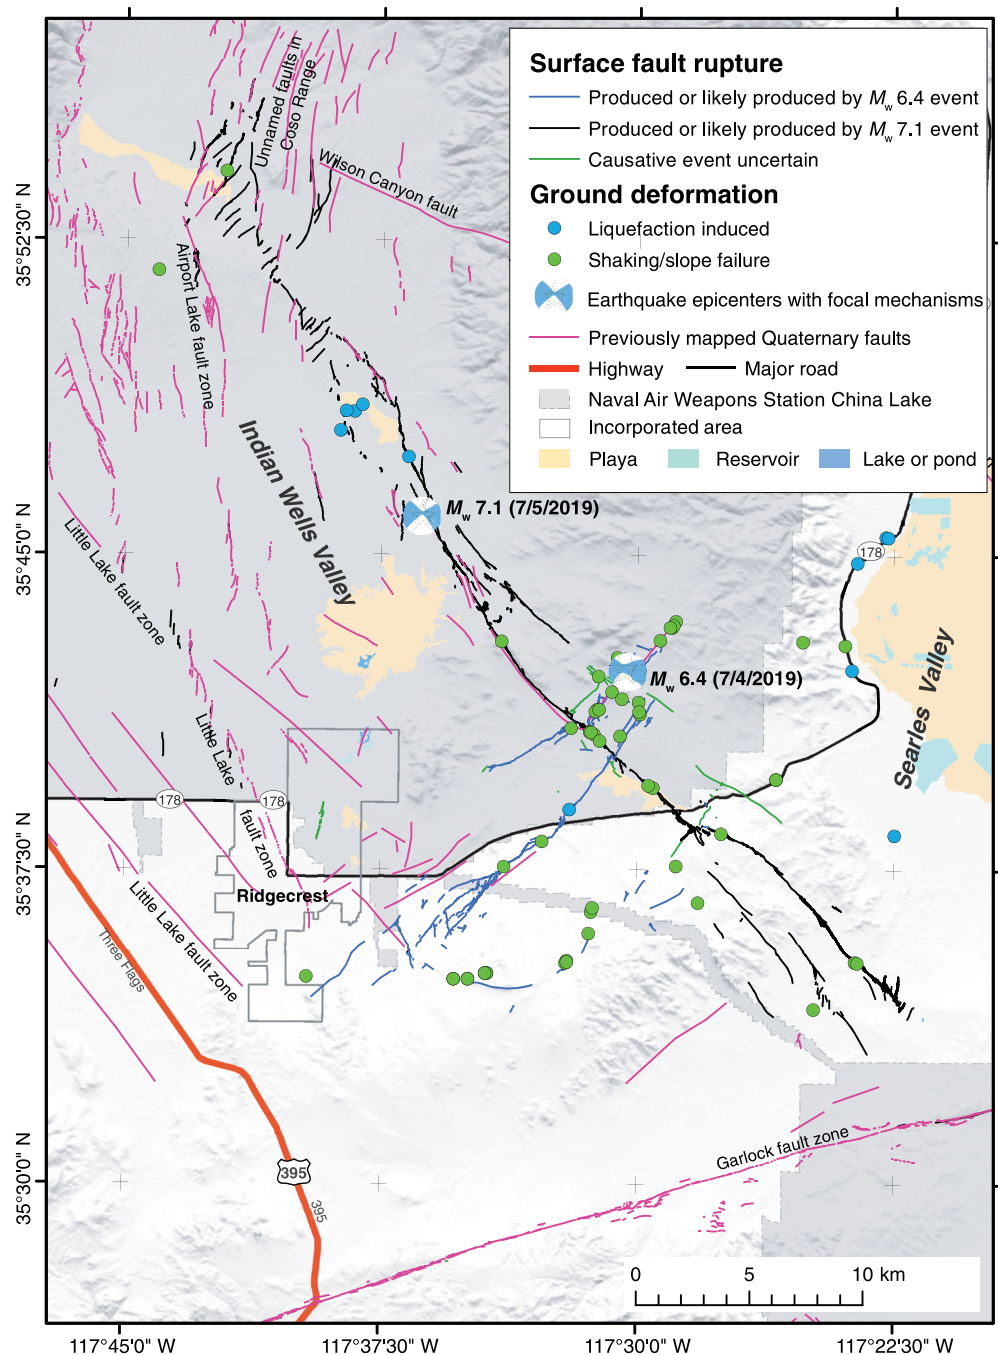 Surface fault rupture
Produced or likely produced by Mw 6.4 event
Produced or likely produced by Mw 7.1 event
Causative event uncertain
Ground deformation
Liquefaction induced
Shaking/slope failure
Earthquake epicenters with focal mechanisms
Previously mapped Quaternary faults
Highway
Major road
Naval Air Weapons Station China Lake
Incorporated area
Playa
Reservoir
Lake or pond
Unnamed faults in
Coso Range
Wilson Canyon fault
35°52'30" N
Airport Lake fault zone
Indian Wells Valley
Mw 7.1 (7/5/2019)
35°45'0" N
178
Little Lake fault zone
Mw 6.4 (7/4/2019)
Searles Valley
Little Lake
fault zone
178
178
35°37'30" N
Ridgecrest
Little Lake fault zone
Three Flags
Garlock fault zone
395
395
35°30'0" N
0
5
10 km
117°45'0" W
117°37'30" W
117°30'0" W
117°22'30" W